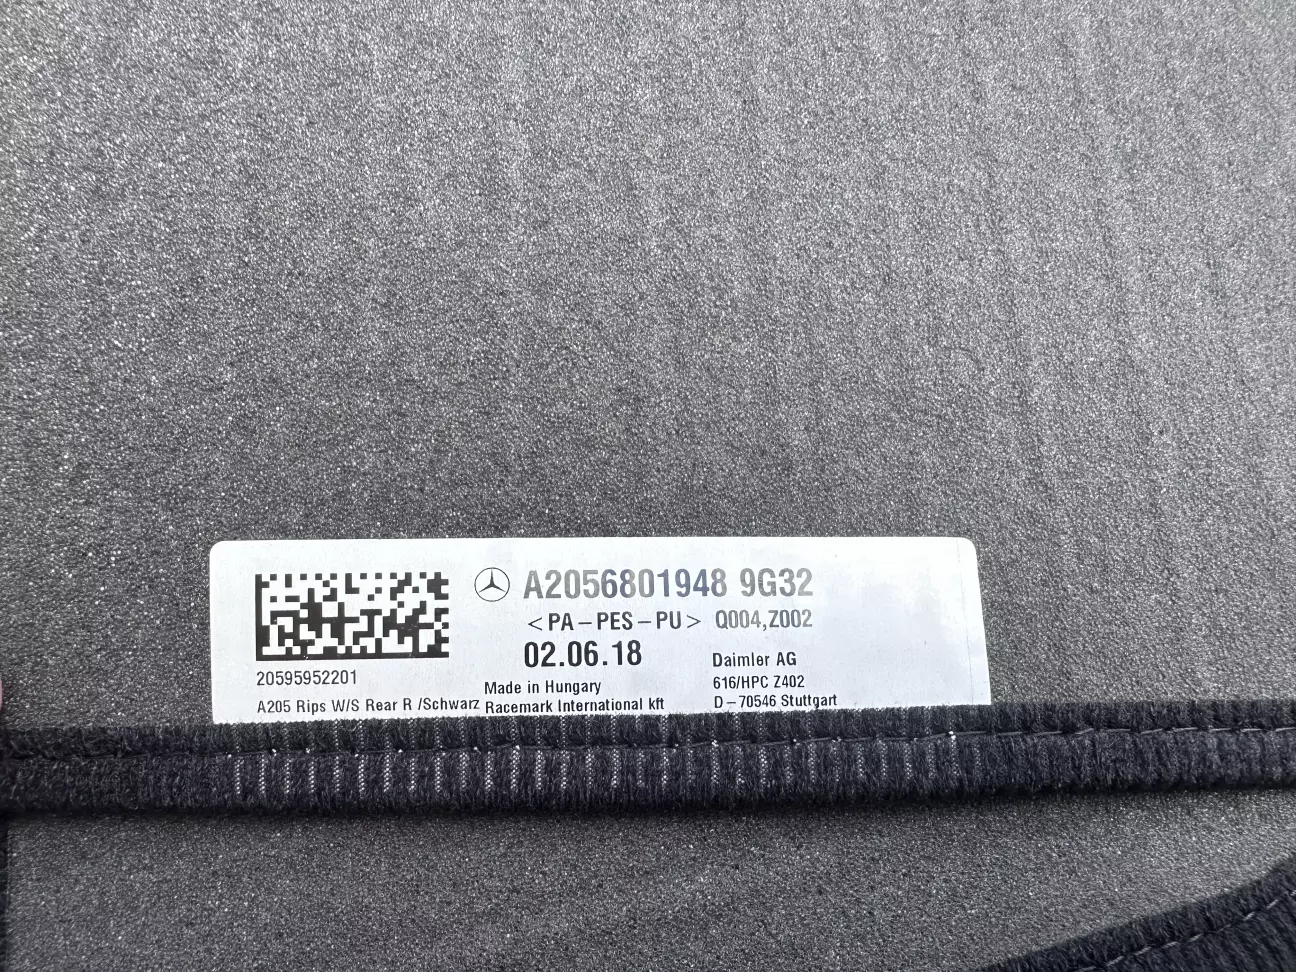 A2056801948 9G32
<PA-PES-PU> Q004,Z002
02.06.18
Daimler AG
616/HPC Z402
D-70546 Stuttgart
Made in Hungary
Racemark International kft
20595952201
A205 Rips W/S Rear R /Schwarz